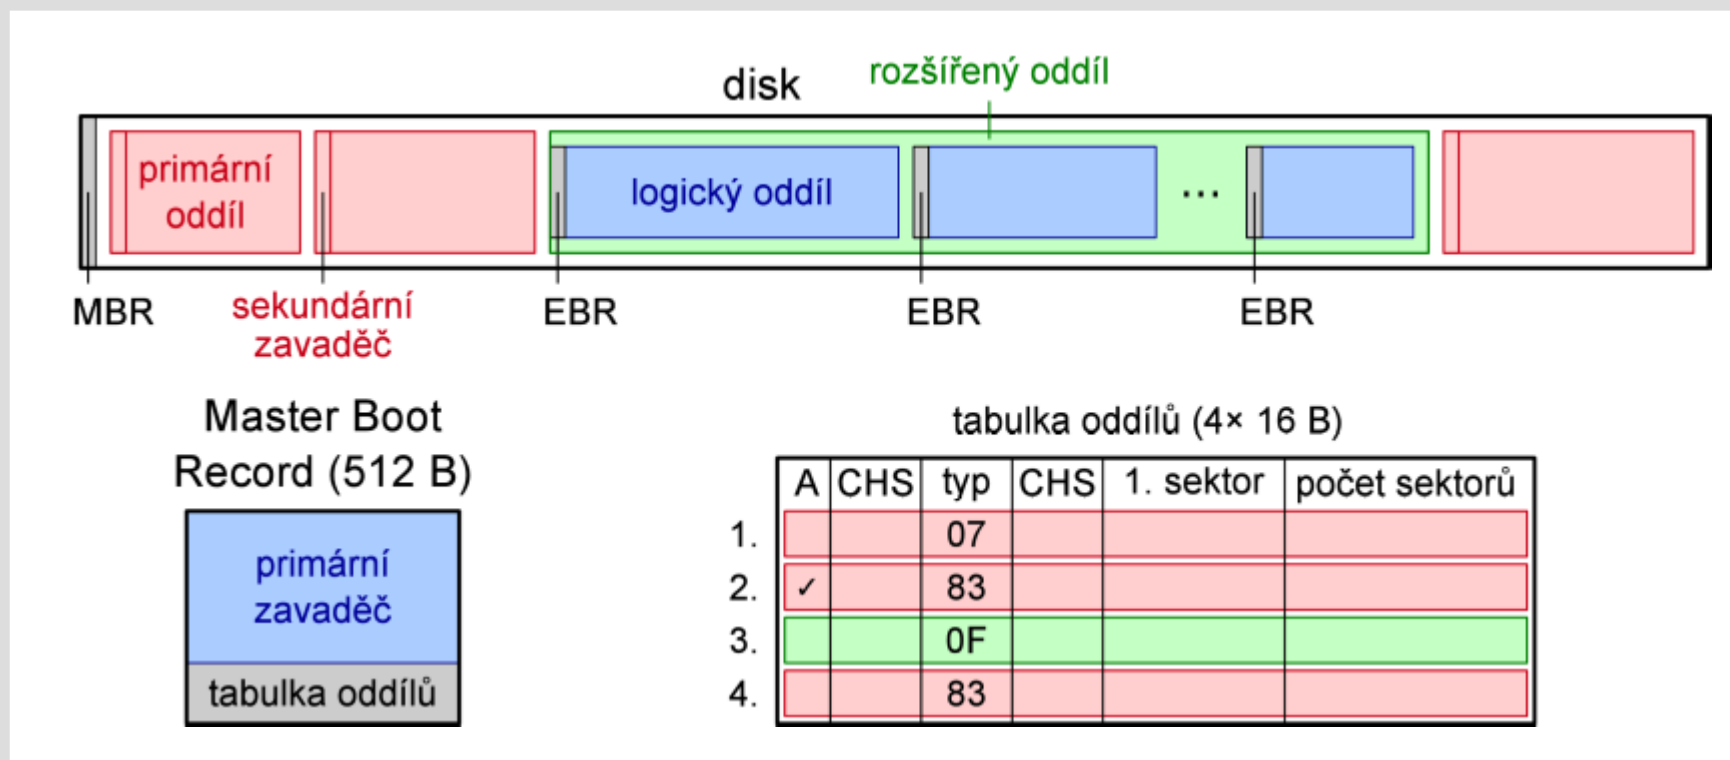 disk
rozšířený oddíl
primární
oddíl
logický oddíl
...
MBR
sekundární
zavaděč
EBR
EBR
EBR
Master Boot
Record (512 B)
primární
zavaděč
tabulka oddílů
tabulka oddílů (4× 16 B)
A CHS typ CHS 1. sektor počet sektorů
1. 07
2. ✓ 83
3. 0F
4. 83